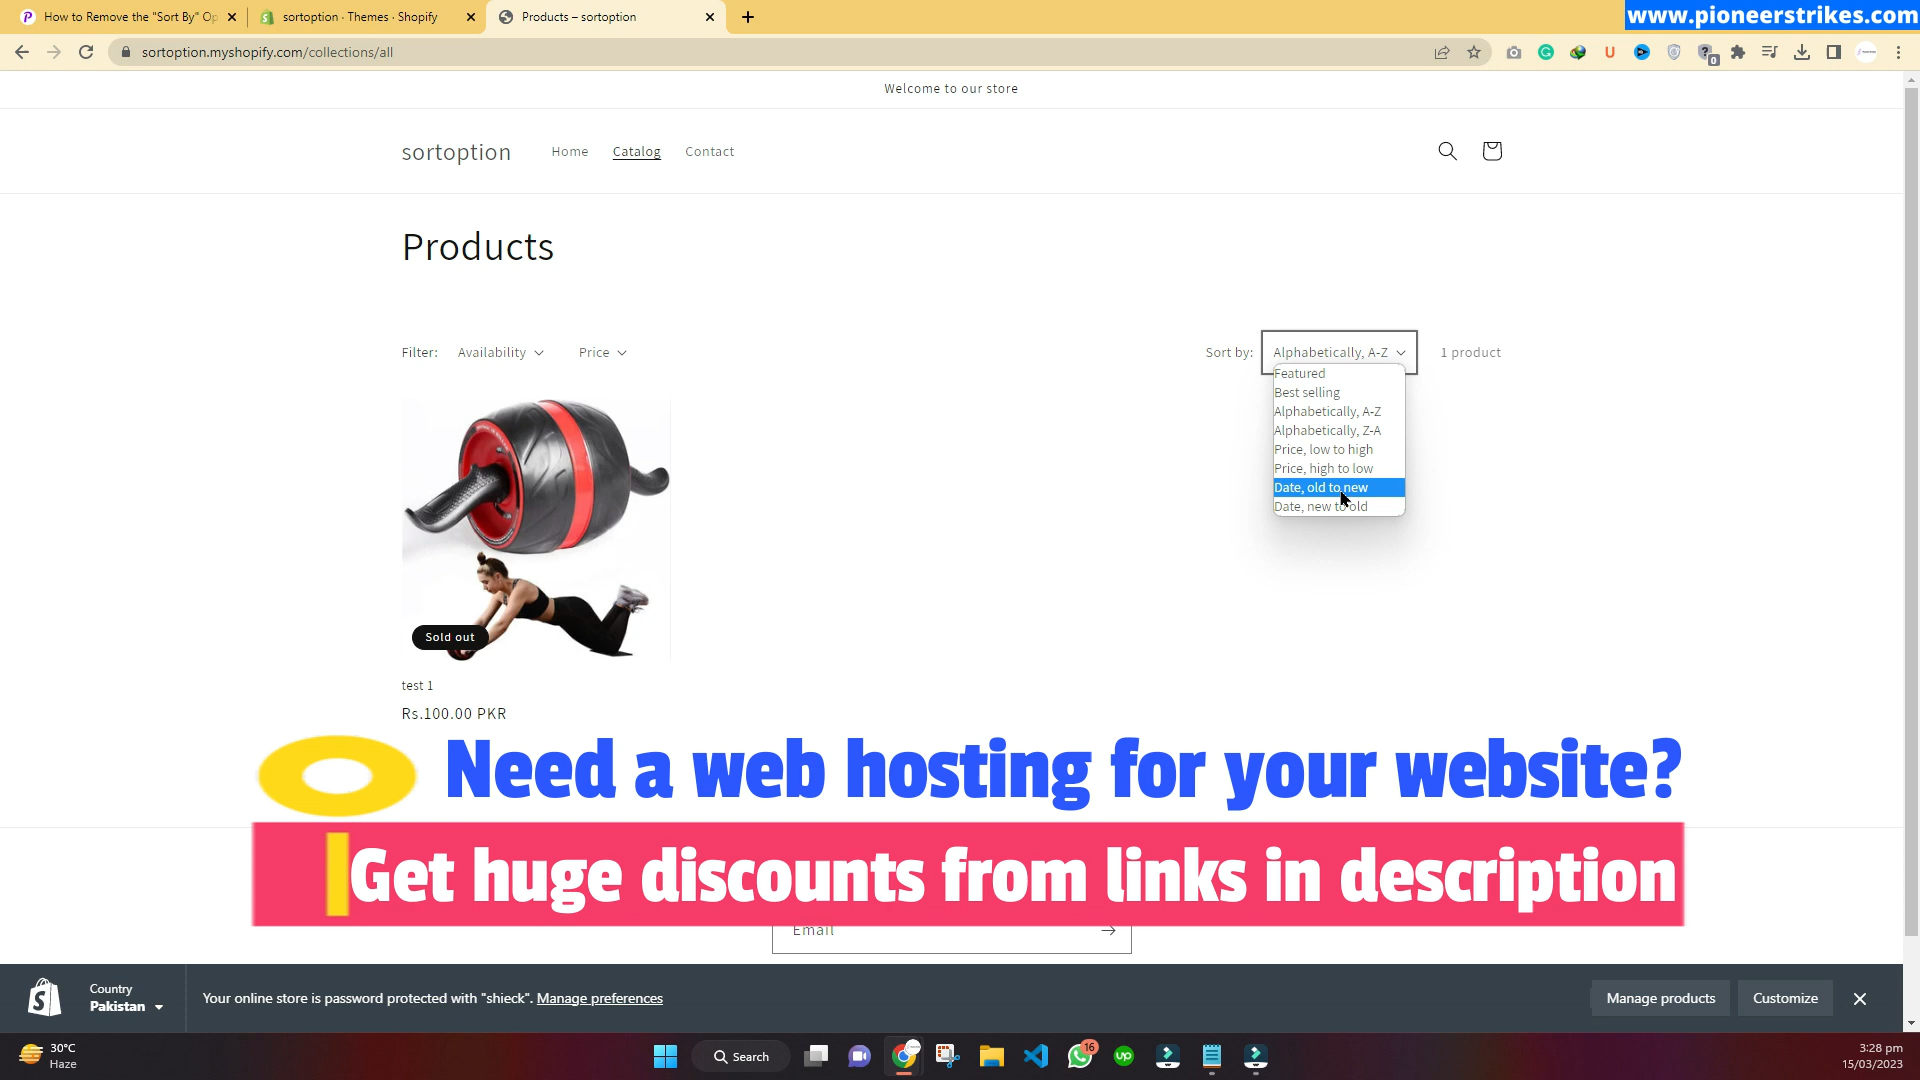 How to Remove the "Sort By" Op
sortoption · Themes · Shopify
Products – sortoption
www.pioneerstrikes.com
sortoption.myshopify.com/collections/all
Welcome to our store
sortoption
Home
Catalog
Contact
Products
Filter:
Availability
Price
Sort by:
Alphabetically, A-Z
1 product
Featured
Best selling
Alphabetically, A-Z
Alphabetically, Z-A
Price, low to high
Price, high to low
Date, old to new
Date, new to old
Sold out
test 1
Rs.100.00 PKR
Need a web hosting for your website?
Get huge discounts from links in description
Email
Country
Pakistan
Your online store is password protected with "shieck". Manage preferences
Manage products
Customize
30°C
Haze
Search
16
up
3:28 pm
15/03/2023